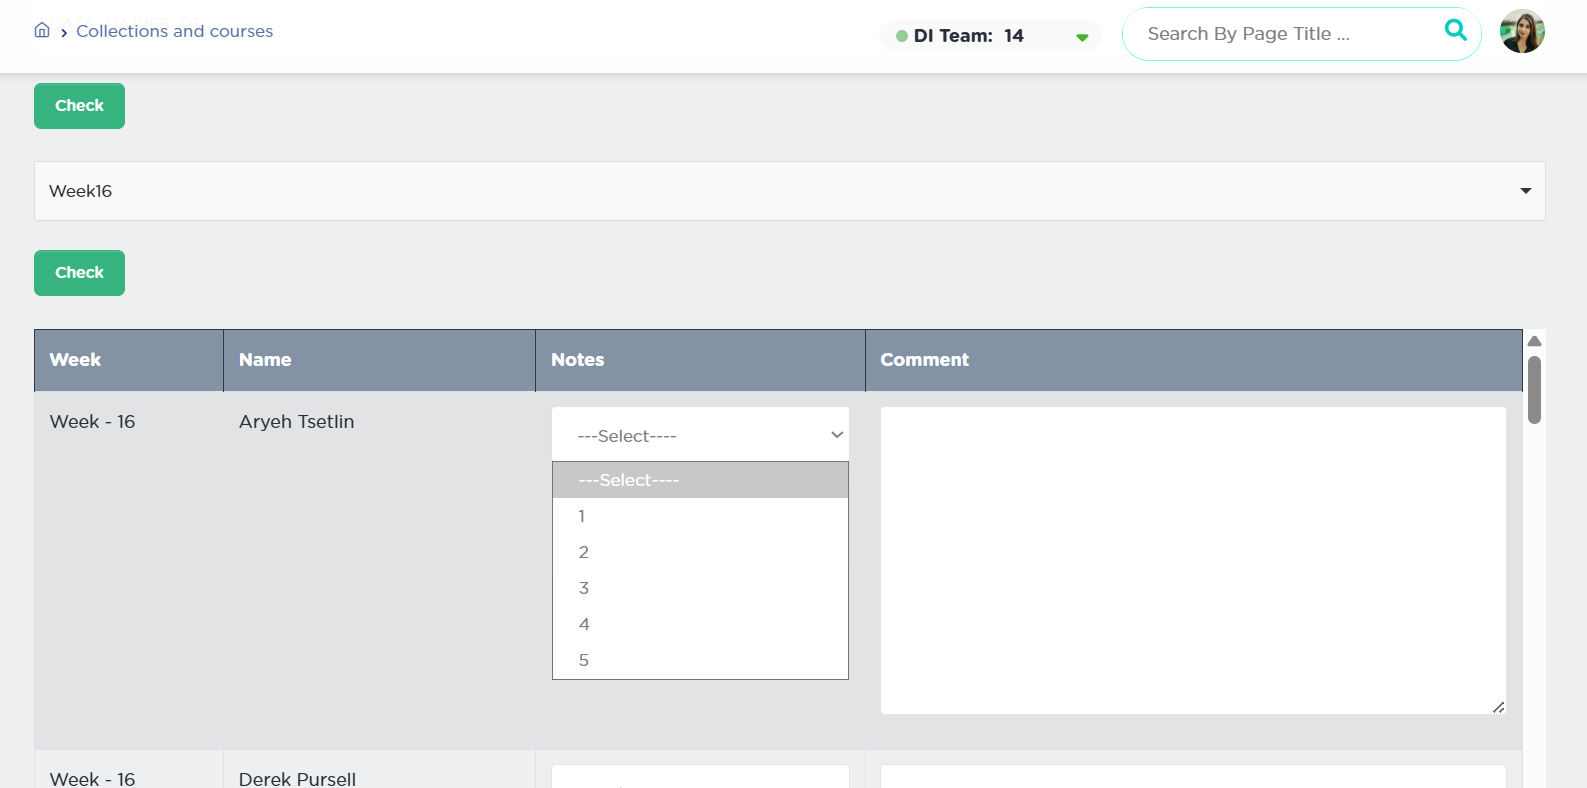 Collections and courses
DI Team: 14
Search By Page Title ...
Check
Week16
Check
Week Name Notes Comment
Week - 16 Aryeh Tsetlin ---Select----
---Select----
1
2
3
4
5
Week - 16 Derek Pursell